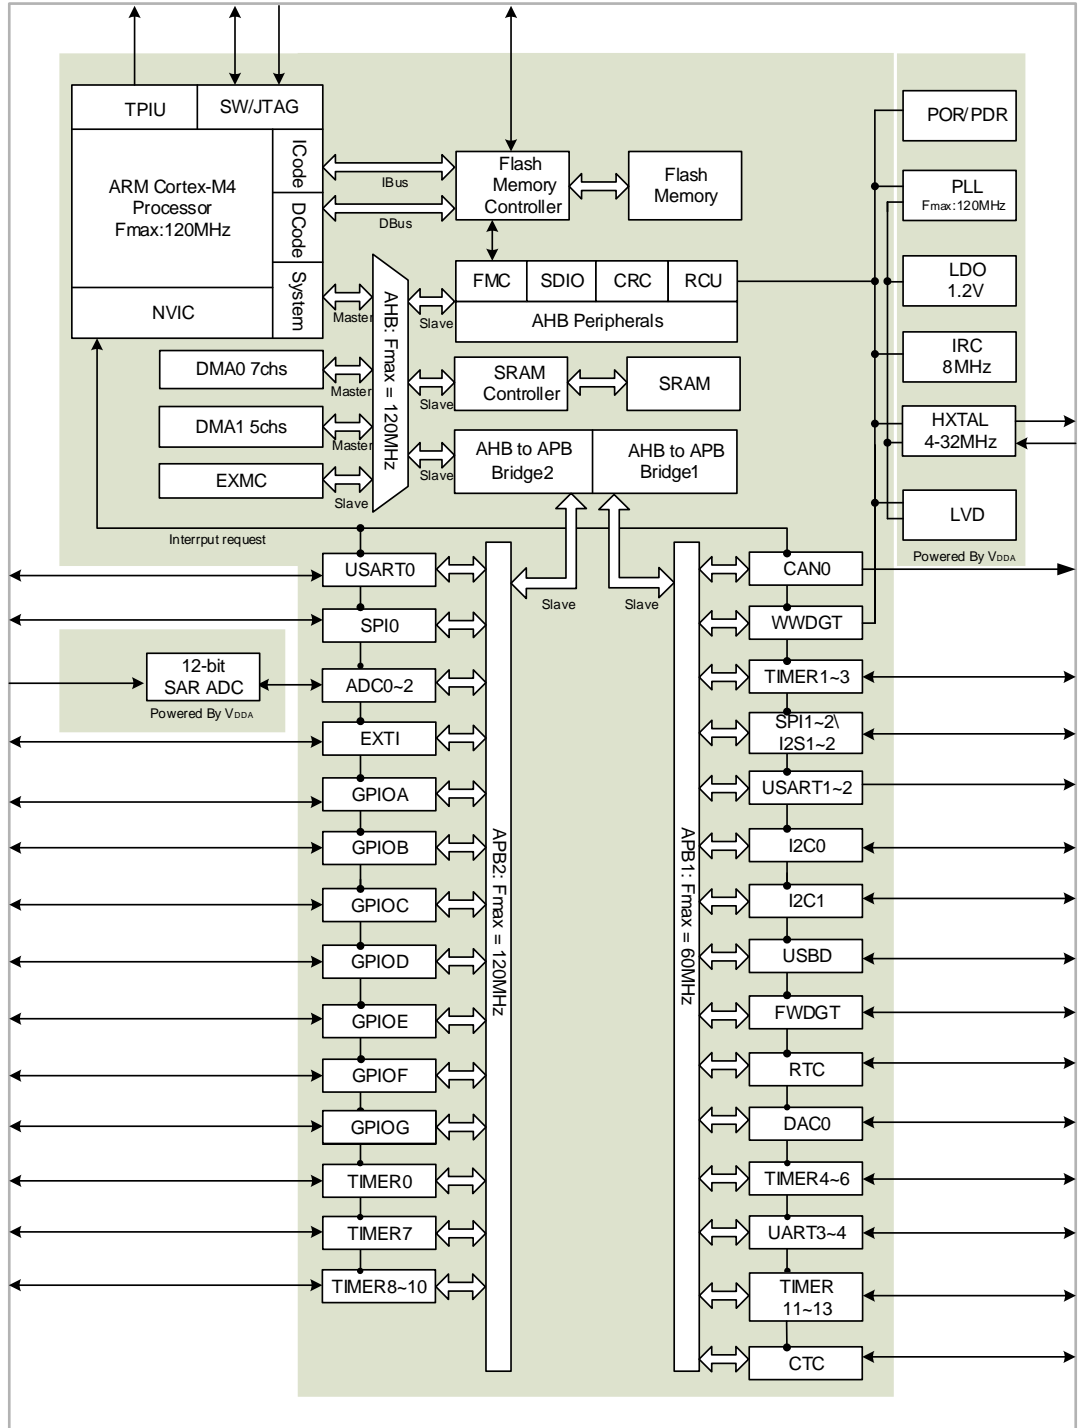 TPIU
SW/JTAG
ARM Cortex-M4
Processor
Fmax:120MHz
ICode
DCode
System
NVIC
IBus
DBus
Flash
Memory
Controller
Flash
Memory
FMC
SDIO
CRC
RCU
AHB Peripherals
Master
Slave
AHB: Fmax = 120MHz
DMA0 7chs
Master
Slave
SRAM
Controller
SRAM
DMA1 5chs
Master
Slave
AHB to APB
Bridge2
AHB to APB
Bridge1
EXMC
Slave
Interrput request
POR/PDR
PLL
Fmax:120MHz
LDO
1.2V
IRC
8MHz
HXTAL
4-32MHz
LVD
Powered By VDDA
Slave
Slave
USART0
SPI0
12-bit
SAR ADC
Powered By VDDA
ADC0~2
EXTI
GPIOA
GPIOB
GPIOC
GPIOD
GPIOE
GPIOF
GPIOG
TIMER0
TIMER7
TIMER8~10
APB2: Fmax = 120MHz
APB1: Fmax = 60MHz
CAN0
WWDGT
TIMER1~3
SPI1~2\
I2S1~2
USART1~2
I2C0
I2C1
USBD
FWDGT
RTC
DAC0
TIMER4~6
UART3~4
TIMER
11~13
CTC